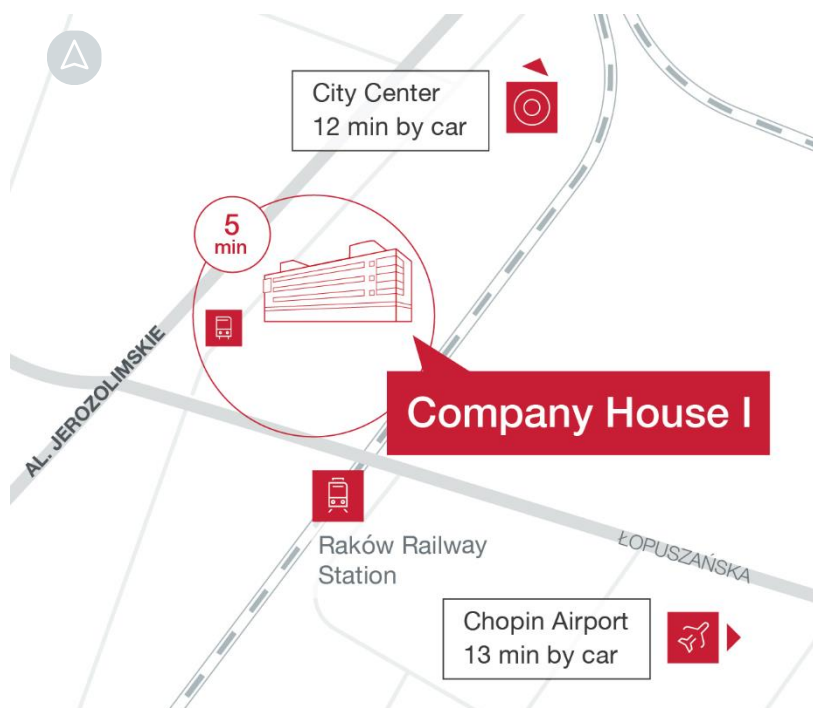 City Center
12 min by car
5
min
AL. JEROZOLIMSKIE
Company House I
Raków Railway
Station
ŁOPUSZAŃSKA
Chopin Airport
13 min by car